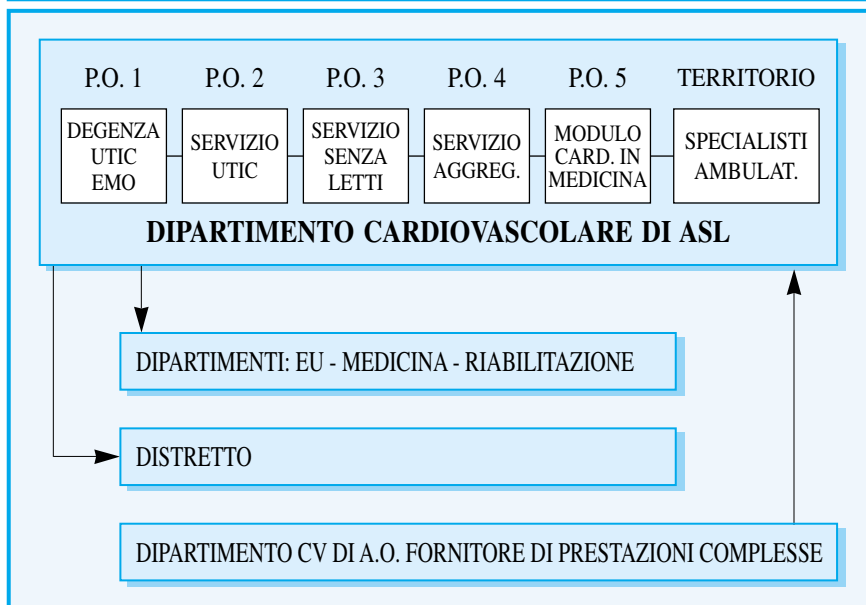 P.O. 1 P.O. 2 P.O. 3 P.O. 4 P.O. 5 TERRITORIO
DEGENZA
UTIC
EMO
SERVIZIO
UTIC
SERVIZIO
SENZA
LETTI
SERVIZIO
AGGREG.
MODULO
CARD. IN
MEDICINA
SPECIALISTI
AMBULAT.
DIPARTIMENTO CARDIOVASCOLARE DI ASL
DIPARTIMENTI: EU - MEDICINA - RIABILITAZIONE
DISTRETTO
DIPARTIMENTO CV DI A.O. FORNITORE DI PRESTAZIONI COMPLESSE